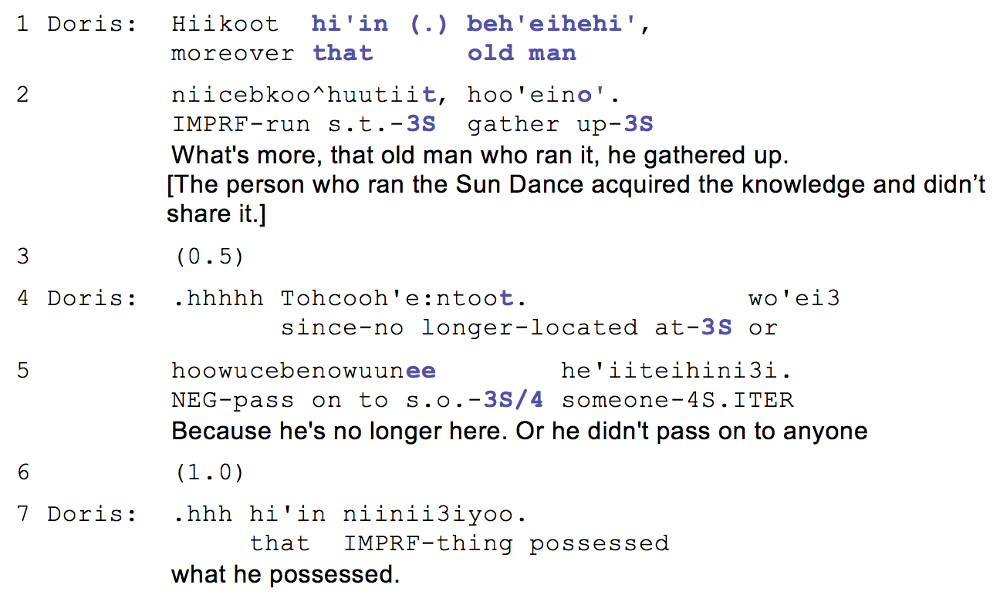 1 Doris: Hiikoot hi'in (.) beh'eihehi',
moreover that old man
2 niicebkoo^huutiit, hoo'eino'.
IMPRF-run s.t.-3S gather up-3S
What's more, that old man who ran it, he gathered up.
[The person who ran the Sun Dance acquired the knowledge and didn't
share it.]
3 (0.5)
4 Doris: .hhhhh Tohcooh'e:ntoot. wo'ei3
since-no longer-located at-3S or
5 hoowucebenowuunee he'iiteihini3i.
NEG-pass on to s.o.-3S/4 someone-4S.ITER
Because he's no longer here. Or he didn't pass on to anyone
6 (1.0)
7 Doris: .hhh hi'in niinii3iyoo.
that IMPRF-thing possessed
what he possessed.